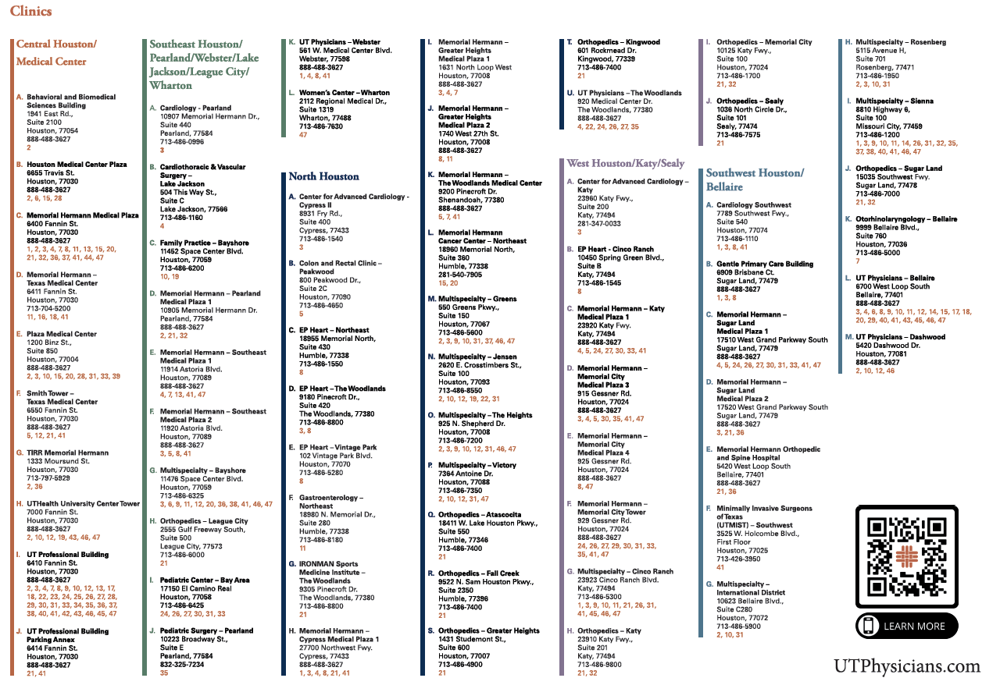 Clinics
Central Houston/
Medical Center
A. Behavioral and Biomedical
Sciences Building
1941 East Rd.,
Suite 2100
Houston, 77054
888-488-3627
2
B. Houston Medical Center Plaza
6655 Travis St.
Houston, 77030
888-488-3627
2, 6, 15, 28
C. Memorial Hermann Medical Plaza
6400 Fannin St.
Houston, 77030
888-488-3627
1, 2, 3, 4, 7, 8, 11, 13, 15, 20,
21, 32, 36, 37, 41, 44, 47
D. Memorial Hermann –
Texas Medical Center
6411 Fannin St.
Houston, 77030
713-704-5200
11, 16, 18, 41
E. Plaza Medical Center
1200 Binz St.,
Suite 850
Houston, 77004
888-488-3627
2, 3, 10, 15, 20, 28, 31, 33, 39
F. Smith Tower –
Texas Medical Center
6550 Fannin St.
Houston, 77030
888-488-3627
5, 12, 21, 41
G. TIRR Memorial Hermann
1333 Moursund St.
Houston, 77030
713-797-5929
2, 36
H. UTHealth University Center Tower
7000 Fannin St.
Houston, 77030
888-488-3627
2, 10, 12, 19, 43, 46, 47
I. UT Professional Building
6410 Fannin St.
Houston, 77030
888-488-3627
2, 3, 4, 7, 8, 9, 10, 12, 13, 17,
18, 22, 23, 24, 25, 26, 27, 28,
29, 30, 31, 33, 34, 35, 36, 37,
38, 40, 41, 42, 43, 46, 45, 47
J. UT Professional Building
Parking Annex
6414 Fannin St.
Houston, 77030
888-488-3627
21, 41
Southeast Houston/
Pearland/Webster/Lake
Jackson/League City/
Wharton
A. Cardiology - Pearland
10907 Memorial Hermann Dr.,
Suite 440
Pearland, 77584
713-486-0996
3
B. Cardiothoracic & Vascular
Surgery –
Lake Jackson
504 This Way St.,
Suite C
Lake Jackson, 77566
713-486-1160
4
C. Family Practice – Bayshore
11452 Space Center Blvd.
Houston, 77059
713-486-6200
10, 19
D. Memorial Hermann – Pearland
Medical Plaza 1
10905 Memorial Hermann Dr.
Pearland, 77584
888-488-3627
2, 21, 32
E. Memorial Hermann – Southeast
Medical Plaza 1
11914 Astoria Blvd.
Houston, 77089
888-488-3627
4, 7, 13, 41, 47
F. Memorial Hermann – Southeast
Medical Plaza 2
11920 Astoria Blvd.
Houston, 77089
888-488-3627
3, 5, 8, 41
G. Multispecialty – Bayshore
11476 Space Center Blvd.
Houston, 77059
713-486-6325
3, 6, 9, 11, 12, 20, 36, 38, 41, 46, 47
H. Orthopedics – League City
2555 Gulf Freeway South,
Suite 500
League City, 77573
713-486-6000
21
I. Pediatric Center – Bay Area
17150 El Camino Real
Houston, 77058
713-486-6425
24, 26, 27, 30, 31, 33
J. Pediatric Surgery – Pearland
10223 Broadway St.,
Suite E
Pearland, 77584
832-325-7234
35
K. UT Physicians – Webster
561 W. Medical Center Blvd.
Webster, 77598
888-488-3627
1, 4, 8, 41
L. Women's Center – Wharton
2112 Regional Medical Dr.,
Suite 1319
Wharton, 77488
713-486-7630
47
North Houston
A. Center for Advanced Cardiology -
Cypress II
8931 Fry Rd.,
Suite 400
Cypress, 77433
713-486-1540
3
B. Colon and Rectal Clinic –
Peakwood
800 Peakwood Dr.,
Suite 2C
Houston, 77090
713-486-4650
5
C. EP Heart – Northeast
18955 Memorial North,
Suite 430
Humble, 77338
713-486-1550
8
D. EP Heart – The Woodlands
9180 Pinecroft Dr.
Suite 420
The Woodlands, 77380
713-486-8800
3, 8
E. EP Heart – Vintage Park
102 Vintage Park Blvd.
Houston, 77070
713-486-5280
8
F. Gastroenterology –
Northeast
18980 N. Memorial Dr.,
Suite 280
Humble, 77338
713-486-8180
11
G. IRONMAN Sports
Medicine Institute –
The Woodlands
9305 Pinecroft Dr.
The Woodlands, 77380
713-486-8800
21
H. Memorial Hermann –
Cypress Medical Plaza 1
27700 Northwest Fwy.
Cypress, 77433
888-488-3627
1, 3, 4, 8, 21, 41
I. Memorial Hermann –
Greater Heights
Medical Plaza 1
1631 North Loop West
Houston, 77008
888-488-3627
3, 4, 7
J. Memorial Hermann –
Greater Heights
Medical Plaza 2
1740 West 27th St.
Houston, 77008
888-488-3627
8, 11
K. Memorial Hermann –
The Woodlands Medical Center
9200 Pinecroft Dr.
Shenandoah, 77380
888-488-3627
5, 7, 41
L. Memorial Hermann
Cancer Center – Northeast
18960 Memorial North,
Suite 360
Humble, 77338
281-540-7905
15, 20
M. Multispecialty – Greens
550 Greens Pkwy.,
Suite 150
Houston, 77067
713-486-5600
2, 3, 9, 10, 31, 37, 46, 47
N. Multispecialty – Jensen
2620 E. Crosstimbers St.,
Suite 100
Houston, 77093
713-486-8550
2, 10, 12, 19, 22, 31
O. Multispecialty – The Heights
925 N. Shepherd Dr.
Houston, 77008
713-486-7200
2, 3, 9, 10, 12, 31, 46, 47
P. Multispecialty – Victory
7364 Antoine Dr.
Houston, 77088
713-486-7350
2, 10, 12, 31, 47
Q. Orthopedics – Atascocita
18411 W. Lake Houston Pkwy.,
Suite 550
Humble, 77346
713-486-7400
21
R. Orthopedics – Fall Creek
9522 N. Sam Houston Pkwy.,
Suite 2350
Humble, 77396
713-486-7400
21
S. Orthopedics – Greater Heights
1431 Studemont St.,
Suite 600
Houston, 77007
713-486-4900
21
T. Orthopedics – Kingwood
601 Rockmead Dr.
Kingwood, 77339
713-486-7400
21
U. UT Physicians – The Woodlands
920 Medical Center Dr.
The Woodlands, 77380
888-488-3627
4, 22, 24, 26, 27, 35
West Houston/Katy/Sealy
A. Center for Advanced Cardiology –
Katy
23960 Katy Fwy.,
Suite 200
Katy, 77494
281-347-0033
3
B. EP Heart - Cinco Ranch
10450 Spring Green Blvd.,
Suite B
Katy, 77494
713-486-1545
8
C. Memorial Hermann – Katy
Medical Plaza 1
23920 Katy Fwy.
Katy, 77494
888-488-3627
4, 5, 24, 27, 30, 33, 41
D. Memorial Hermann –
Memorial City
Medical Plaza 3
915 Gessner Rd.
Houston, 77024
888-488-3627
3, 4, 5, 30, 35, 41, 47
E. Memorial Hermann –
Memorial City
Medical Plaza 4
925 Gessner Rd.
Houston, 77024
888-488-3627
8, 47
F. Memorial Hermann –
Memorial City Tower
929 Gessner Rd.
Houston, 77024
888-488-3627
24, 26, 27, 29, 30, 31, 33,
35, 41, 47
G. Multispecialty – Cinco Ranch
23923 Cinco Ranch Blvd.
Katy, 77494
713-486-5300
1, 3, 9, 10, 11, 21, 26, 31,
41, 45, 46, 47
H. Orthopedics – Katy
23910 Katy Fwy.,
Suite 201
Katy, 77494
713-486-9800
21, 32
I. Orthopedics – Memorial City
10125 Katy Fwy.,
Suite 100
Houston, 77024
713-486-1700
21, 32
J. Orthopedics – Sealy
1036 North Circle Dr.,
Suite 101
Sealy, 77474
713-486-7575
21
Southwest Houston/
Bellaire
A. Cardiology Southwest
7789 Southwest Fwy.,
Suite 540
Houston, 77074
713-486-1110
1, 3, 8, 41
B. Gentle Primary Care Building
6909 Brisbane Ct.
Sugar Land, 77479
888-488-3627
1, 3, 8
C. Memorial Hermann –
Sugar Land
Medical Plaza 1
17510 West Grand Parkway South
Sugar Land, 77479
888-488-3627
4, 5, 24, 26, 27, 30, 31, 33, 41, 47
D. Memorial Hermann –
Sugar Land
Medical Plaza 2
17520 West Grand Parkway South
Sugar Land, 77479
888-488-3627
3, 21, 36
E. Memorial Hermann Orthopedic
and Spine Hospital
5420 West Loop South
Bellaire, 77401
888-488-3627
21, 36
F. Minimally Invasive Surgeons
of Texas
(UTMIST) – Southwest
3525 W. Holcombe Blvd.,
First Floor
Houston, 77025
713-426-3950
41
G. Multispecialty –
International District
10623 Bellaire Blvd.,
Suite C280
Houston, 77072
713-486-5900
2, 10, 31
H. Multispecialty – Rosenberg
5115 Avenue H,
Suite 701
Rosenberg, 77471
713-486-1950
2, 3, 10, 31
I. Multispecialty – Sienna
8810 Highway 6,
Suite 100
Missouri City, 77459
713-486-1200
1, 3, 9, 10, 11, 14, 26, 31, 32, 35,
37, 38, 40, 41, 46, 47
J. Orthopedics – Sugar Land
15035 Southwest Fwy.
Sugar Land, 77478
713-486-7000
21, 32
K. Otorhinolaryngology – Bellaire
9999 Bellaire Blvd.,
Suite 760
Houston, 77036
713-486-5000
7
L. UT Physicians – Bellaire
6700 West Loop South
Bellaire, 77401
888-488-3627
3, 4, 6, 8, 9, 10, 11, 12, 14, 15, 17, 18,
20, 29, 40, 41, 43, 45, 46, 47
M. UT Physicians – Dashwood
5420 Dashwood Dr.
Houston, 77081
888-488-3627
2, 10, 12, 46
LEARN MORE
UTPhysicians.com